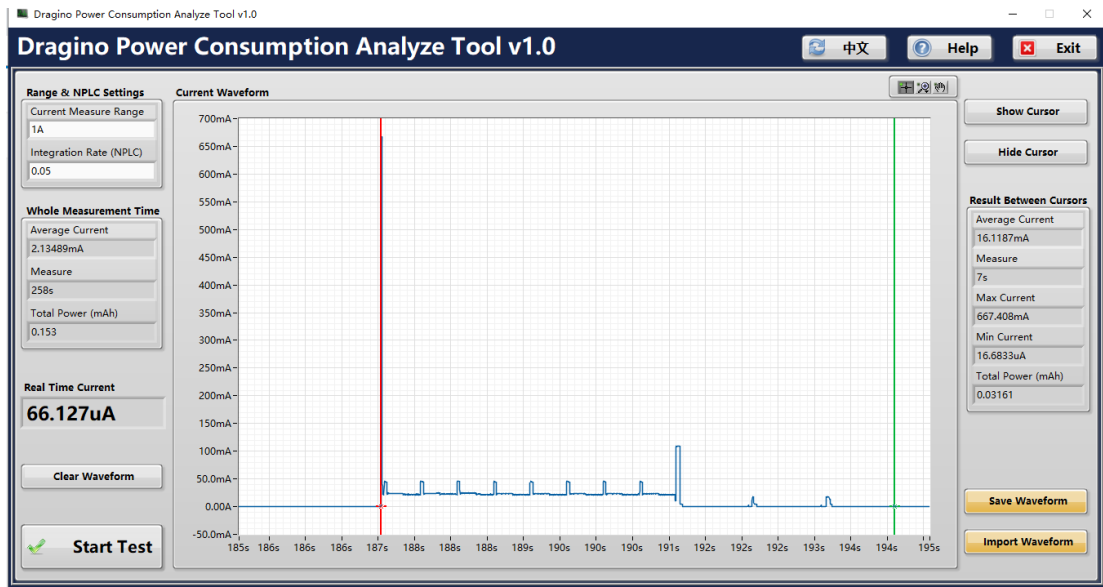 Dragino Power Consumption Analyze Tool v1.0
Dragino Power Consumption Analyze Tool v1.0
中文
Help
Exit
Range & NPLC Settings
Current Measure Range
1A
Integration Rate (NPLC)
0.05
Whole Measurement Time
Average Current
2.13489mA
Measure
258s
Total Power (mAh)
0.153
Real Time Current
66.127uA
Clear Waveform
Start Test
Current Waveform
700mA
650mA
600mA
550mA
500mA
450mA
400mA
350mA
300mA
250mA
200mA
150mA
100mA
50.0mA
0.00A
-50.0mA
185s 186s 186s 186s 187s 188s 188s 188s 189s 190s 190s 190s 191s 192s 192s 192s 193s 194s 194s 195s
Show Cursor
Hide Cursor
Result Between Cursors
Average Current
16.1187mA
Measure
7s
Max Current
667.408mA
Min Current
16.6833uA
Total Power (mAh)
0.03161
Save Waveform
Import Waveform